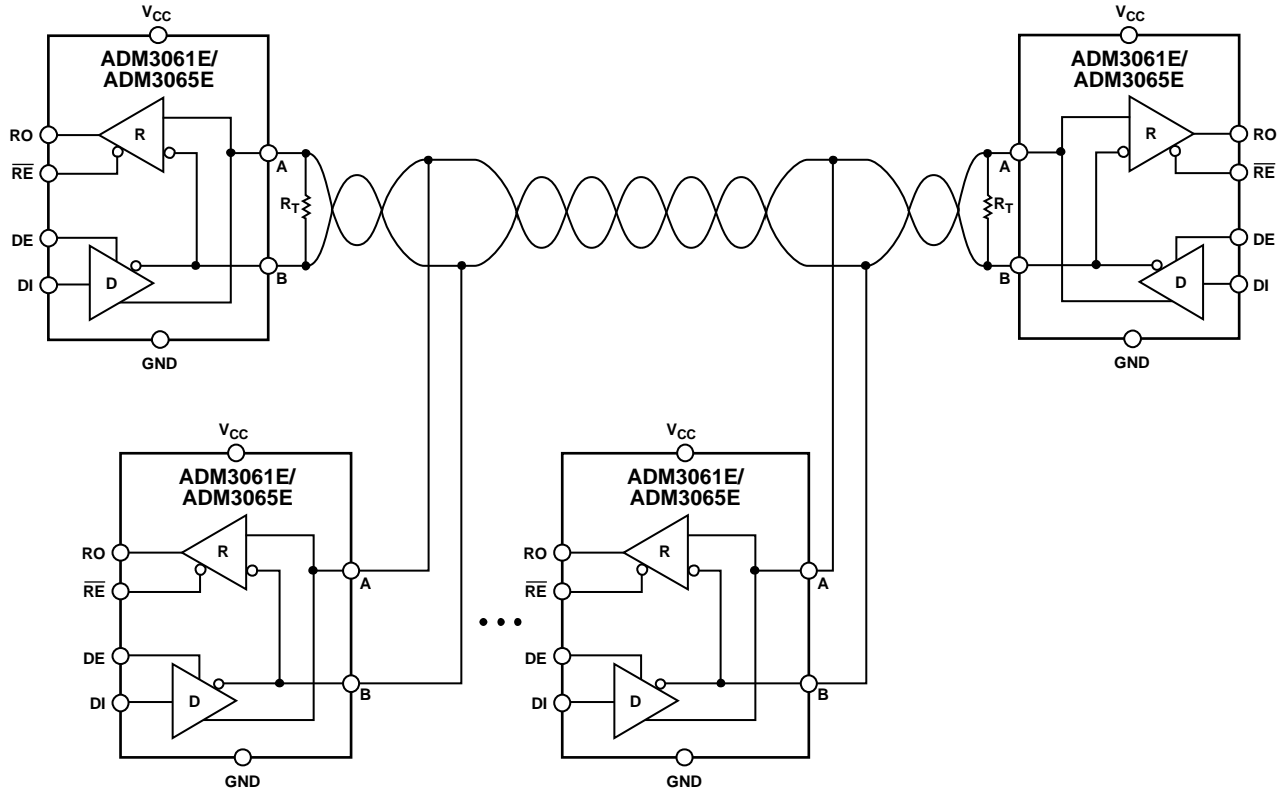 VCC
ADM3061E/
ADM3065E
RO
R
RE
DE
DI
D
A
B
GND
RT
VCC
ADM3061E/
ADM3065E
R
RO
RE
DE
D
DI
A
B
GND
RT
VCC
ADM3061E/
ADM3065E
RO
R
RE
DE
DI
D
A
B
GND
• • •
VCC
ADM3061E/
ADM3065E
RO
R
RE
DE
DI
D
A
B
GND